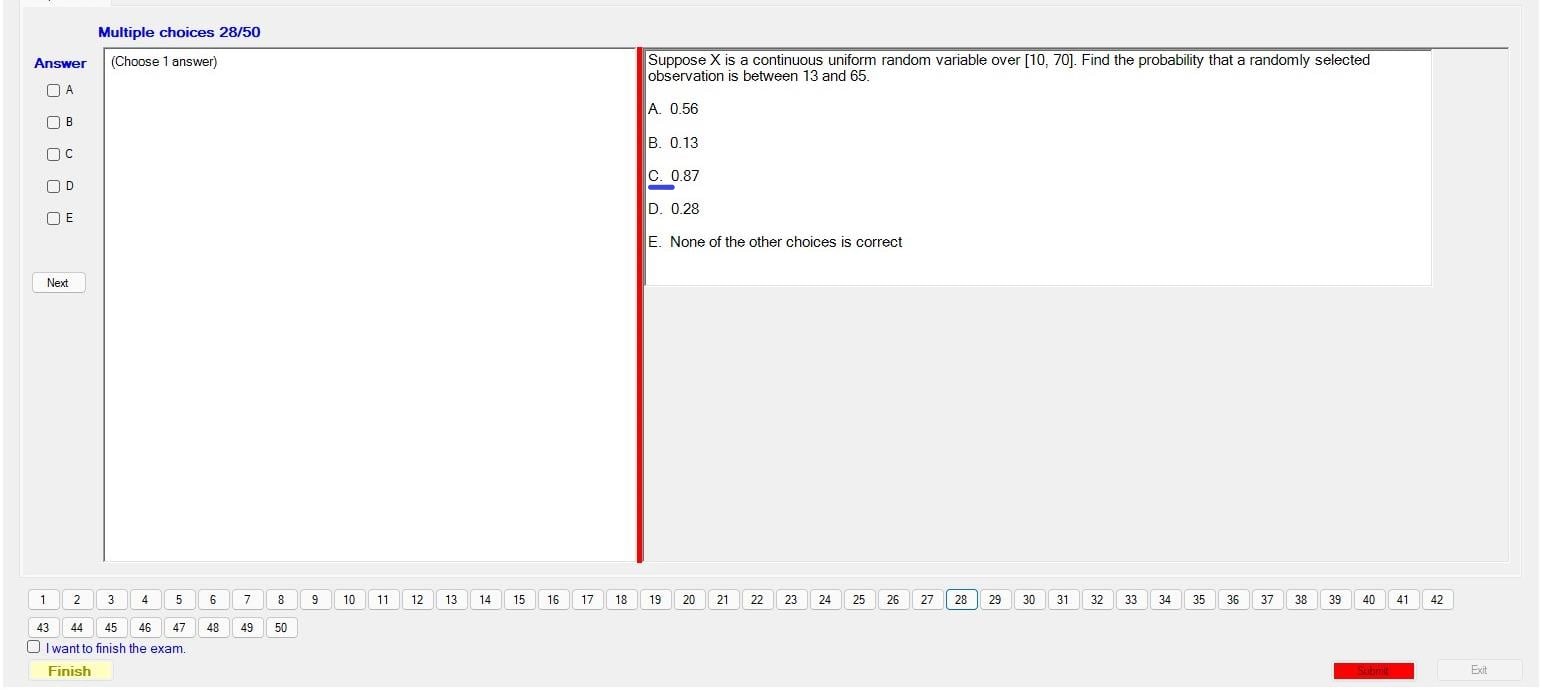 Multiple choices 28/50
Answer
(Choose 1 answer)
A
B
C
D
E
Next
Suppose X is a continuous uniform random variable over [10, 70]. Find the probability that a randomly selected
observation is between 13 and 65.
A. 0.56
B. 0.13
C. 0.87
D. 0.28
E. None of the other choices is correct
1 2 3 4 5 6 7 8 9 10 11 12 13 14 15 16 17 18 19 20 21 22 23 24 25 26 27 28 29 30 31 32 33 34 35 36 37 38 39 40 41 42
43 44 45 46 47 48 49 50
I want to finish the exam.
Finish
Submit
Exit